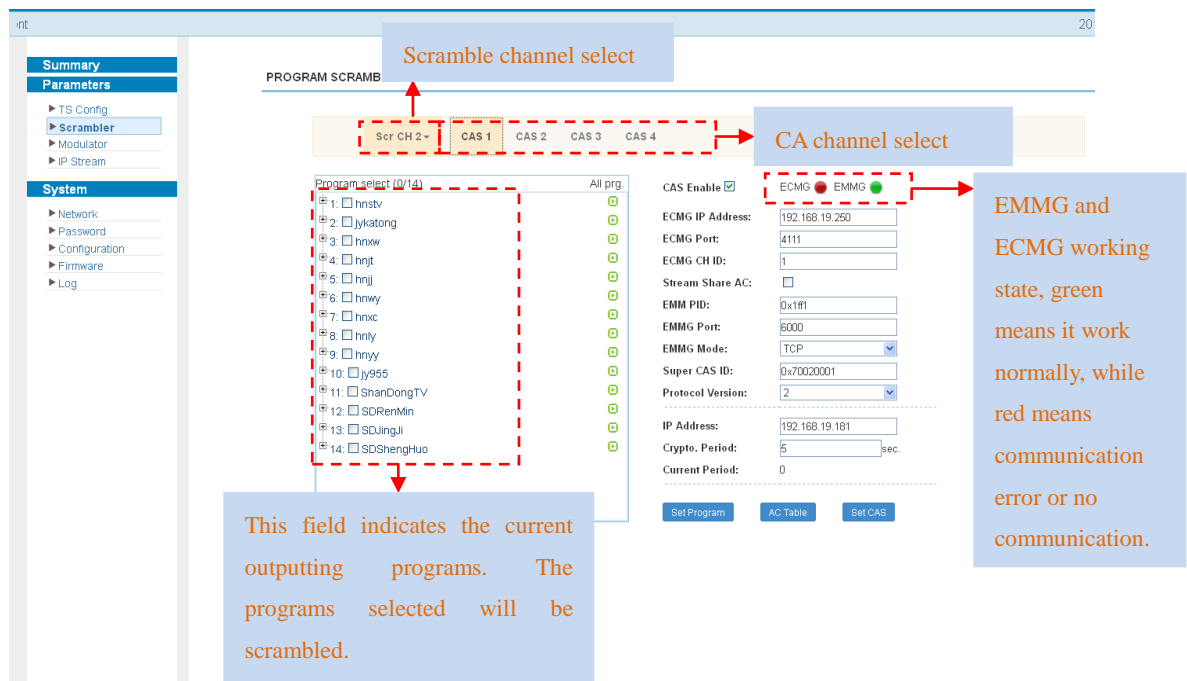 nt
20
Scramble channel select
Summary
Parameters
TS Config
Scrambler
Modulator
IP Stream
System
Network
Password
Configuration
Firmware
Log
PROGRAM SCRAMB
Scr CH 2
CAS 1
CAS 2
CAS 3
CAS 4
CA channel select
Program select (0/14)
All prg.
1: hnstv
2: jykatong
3: hnxw
4: hnjt
5: hnjj
6: hnwy
7: hnxc
8: hnly
9: hnyy
10: jy955
11: ShanDongTV
12: SDRenMin
13: SDJingJi
14: SDShengHuo
CAS Enable
ECMG
EMMG
ECMG IP Address: 192.168.19.250
ECMG Port: 4111
ECMG CH ID: 1
Stream Share AC:
EMM PID: 0x1ff1
EMMG Port: 6000
EMMG Mode: TCP
Super CAS ID: 0x70020001
Protocol Version: 2
IP Address: 192.168.19.181
Crypto. Period: 5 sec.
Current Period: 0
Set Program
AC Table
Set CAS
EMMG and
ECMG working
state, green
means it work
normally, while
red means
communication
error or no
communication.
This field indicates the current
outputting programs. The
programs selected will be
scrambled.